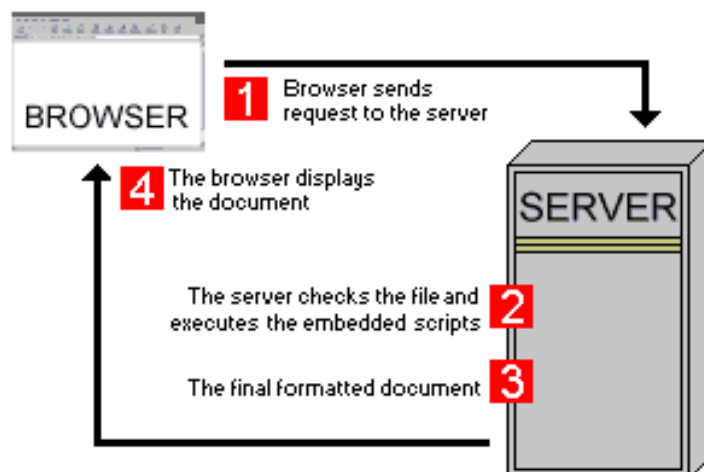 BROWSER
1
Browser sends
request to the server
4
The browser displays
the document
SERVER
The server checks the file and
executes the embedded scripts
2
The final formatted document
3